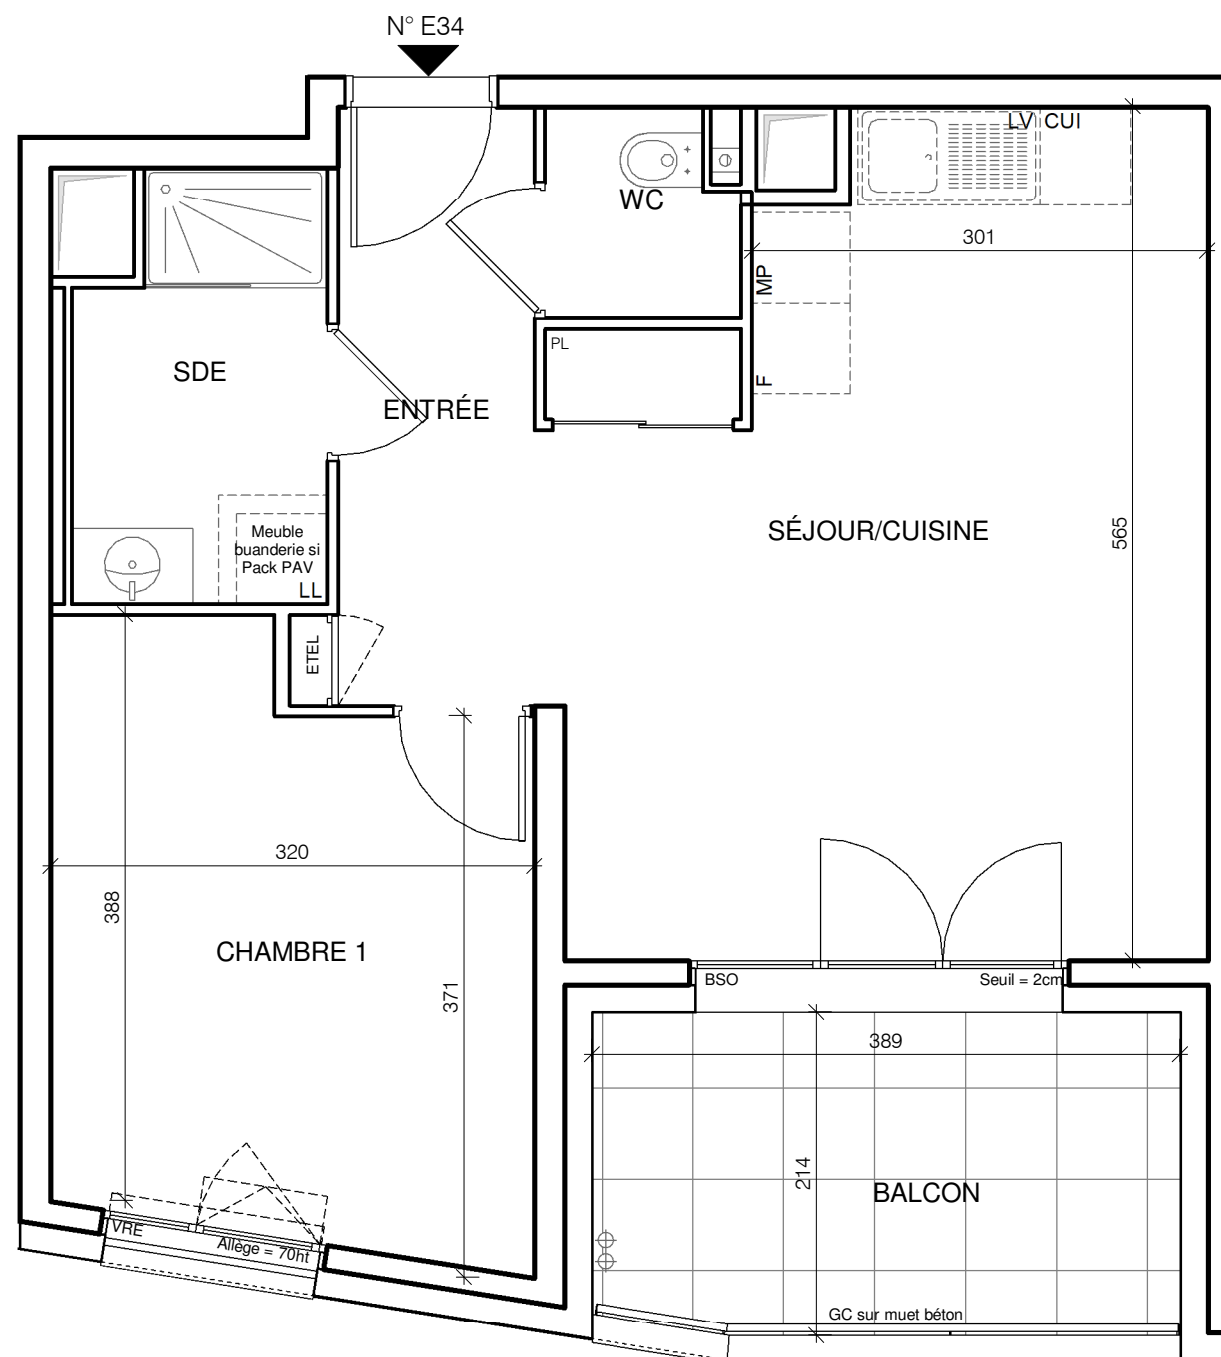 N° E34
LV CUI
WC
301
MP
PL
F
SDE
ENTRÉE
SÉJOUR/CUISINE
565
Meuble
buanderie si
Pack PAV
LL
ETEL
320
388
CHAMBRE 1
371
BSO
Seuil = 2cm
389
214
BALCON
VRE
Allège = 70ht
GC sur muet béton